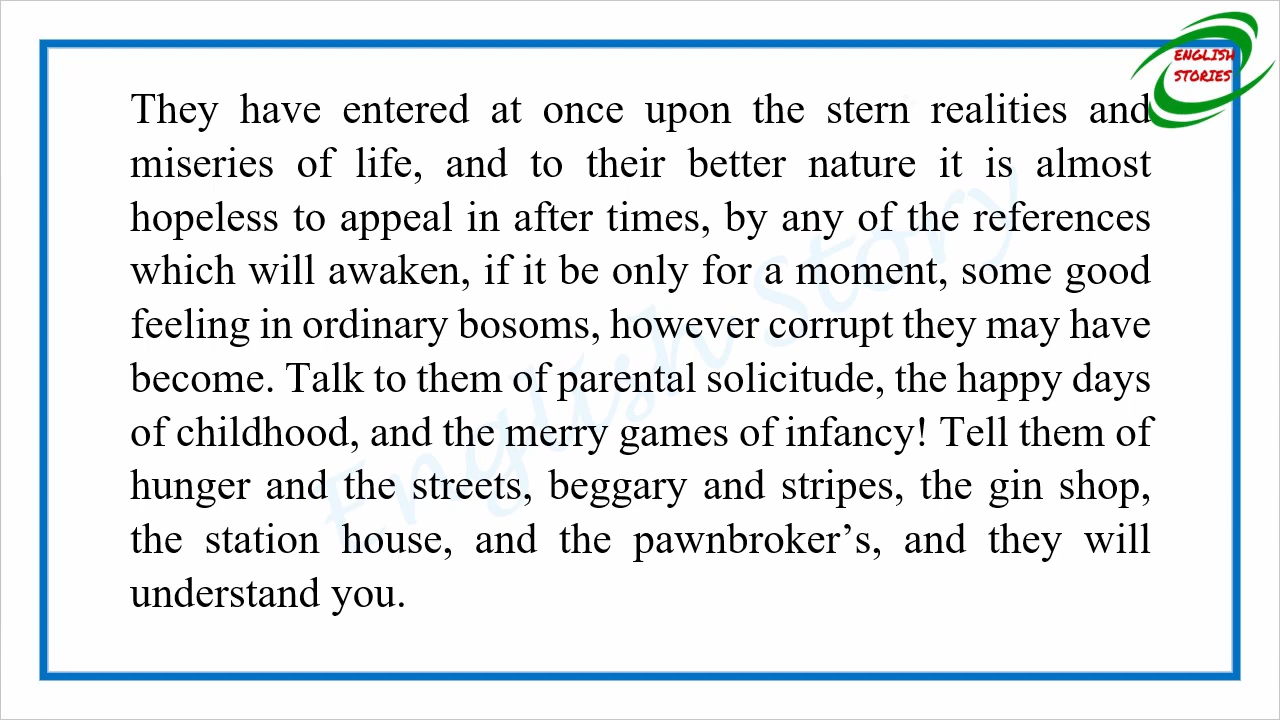 ENGLISH
STORIES
They have entered at once upon the stern realities and
miseries of life, and to their better nature it is almost
hopeless to appeal in after times, by any of the references
which will awaken, if it be only for a moment, some good
feeling in ordinary bosoms, however corrupt they may have
become. Talk to them of parental solicitude, the happy days
of childhood, and the merry games of infancy! Tell them of
hunger and the streets, beggary and stripes, the gin shop,
the station house, and the pawnbroker’s, and they will
understand you.
English Story